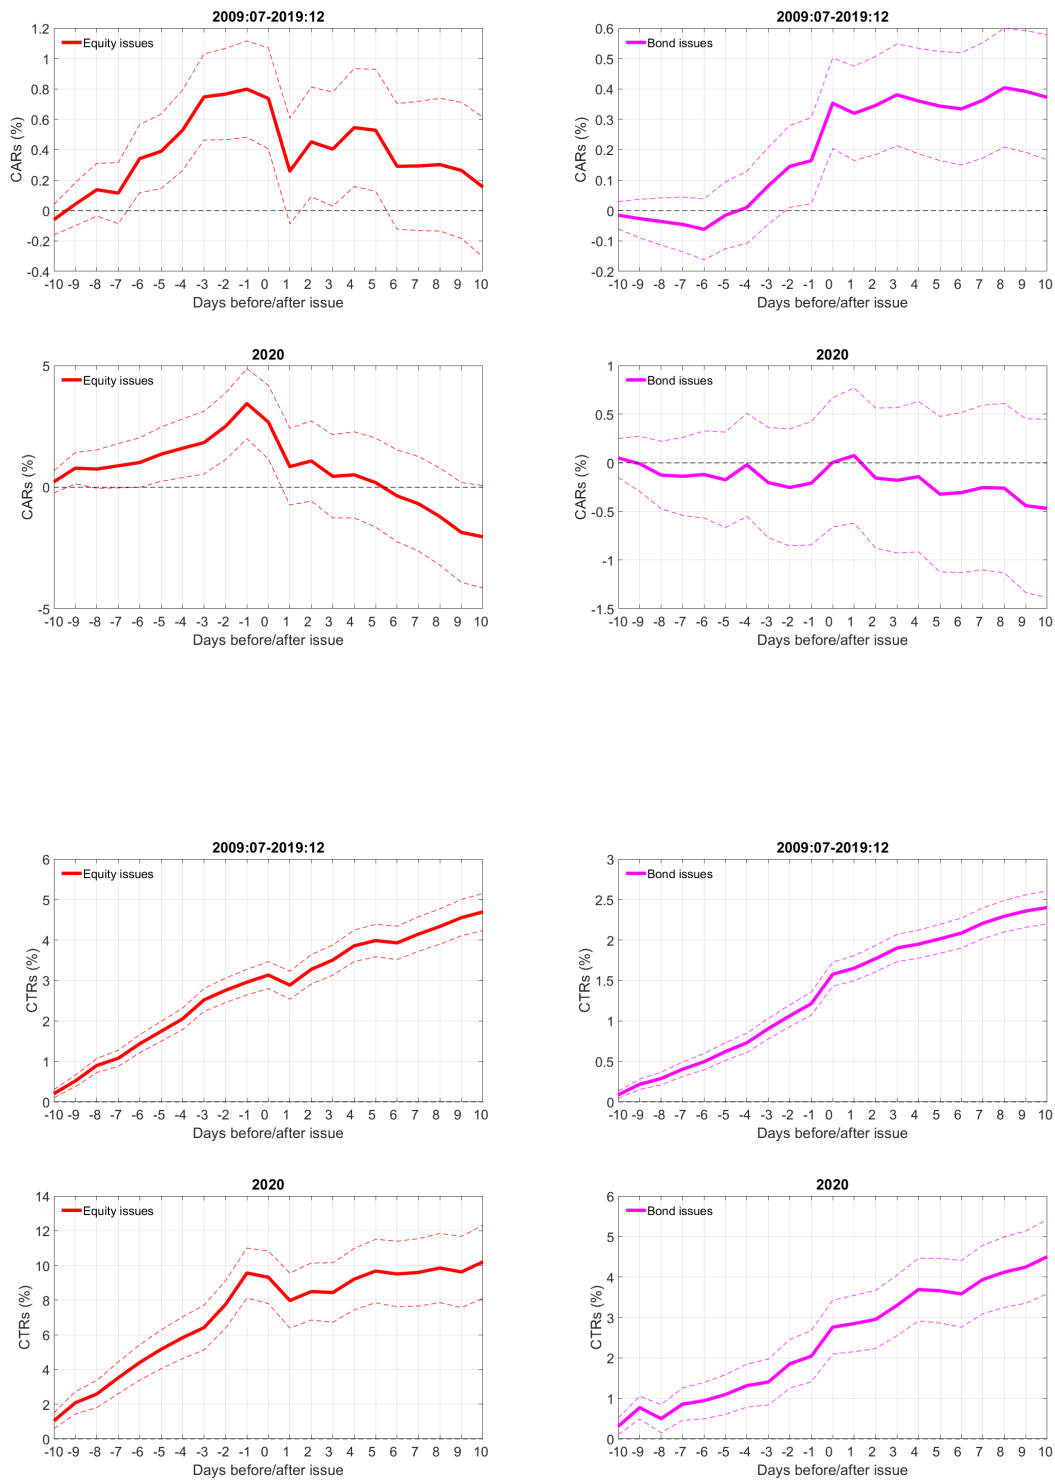 2009:07-2019:12
1.2
1
0.8
0.6
0.4
0.2
0
-0.2
-0.4
CARs (%)
Equity issues
-10 -9 -8 -7 -6 -5 -4 -3 -2 -1 0 1 2 3 4 5 6 7 8 9 10
Days before/after issue
2009:07-2019:12
0.6
0.5
0.4
0.3
0.2
0.1
0
-0.1
-0.2
CARs (%)
Bond issues
-10 -9 -8 -7 -6 -5 -4 -3 -2 -1 0 1 2 3 4 5 6 7 8 9 10
Days before/after issue
2020
5
0
-5
CARs (%)
Equity issues
-10 -9 -8 -7 -6 -5 -4 -3 -2 -1 0 1 2 3 4 5 6 7 8 9 10
Days before/after issue
2020
1
0.5
0
-0.5
-1
-1.5
CARs (%)
Bond issues
-10 -9 -8 -7 -6 -5 -4 -3 -2 -1 0 1 2 3 4 5 6 7 8 9 10
Days before/after issue
2009:07-2019:12
6
5
4
3
2
1
0
CTRs (%)
Equity issues
-10 -9 -8 -7 -6 -5 -4 -3 -2 -1 0 1 2 3 4 5 6 7 8 9 10
Days before/after issue
2009:07-2019:12
3
2.5
2
1.5
1
0.5
0
CTRs (%)
Bond issues
-10 -9 -8 -7 -6 -5 -4 -3 -2 -1 0 1 2 3 4 5 6 7 8 9 10
Days before/after issue
2020
14
12
10
8
6
4
2
0
CTRs (%)
Equity issues
-10 -9 -8 -7 -6 -5 -4 -3 -2 -1 0 1 2 3 4 5 6 7 8 9 10
Days before/after issue
2020
6
5
4
3
2
1
0
CTRs (%)
Bond issues
-10 -9 -8 -7 -6 -5 -4 -3 -2 -1 0 1 2 3 4 5 6 7 8 9 10
Days before/after issue